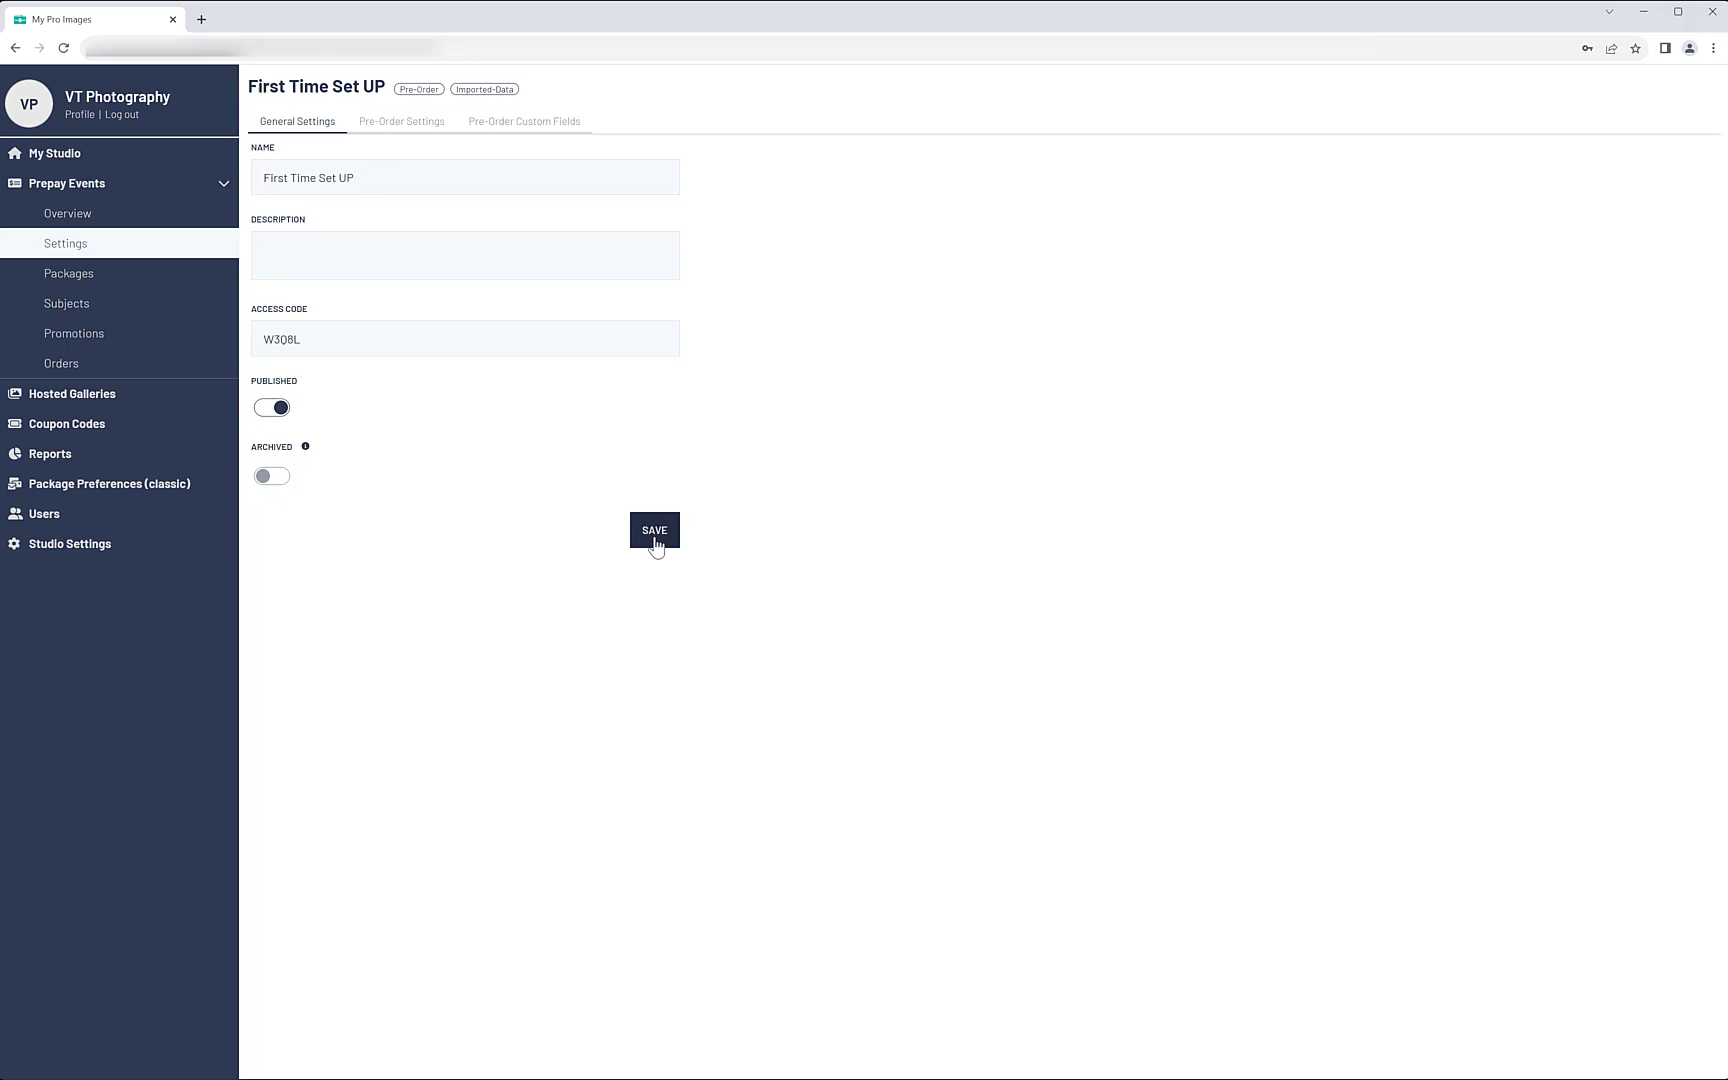 My Pro Images
VP
VT Photography
Profile | Log out
My Studio
Prepay Events
Overview
Settings
Packages
Subjects
Promotions
Orders
Hosted Galleries
Coupon Codes
Reports
Package Preferences (classic)
Users
Studio Settings
First Time Set UP Pre-Order Imported-Data
General Settings Pre-Order Settings Pre-Order Custom Fields
NAME
First Time Set UP
DESCRIPTION
ACCESS CODE
W3Q8L
PUBLISHED
ARCHIVED
SAVE